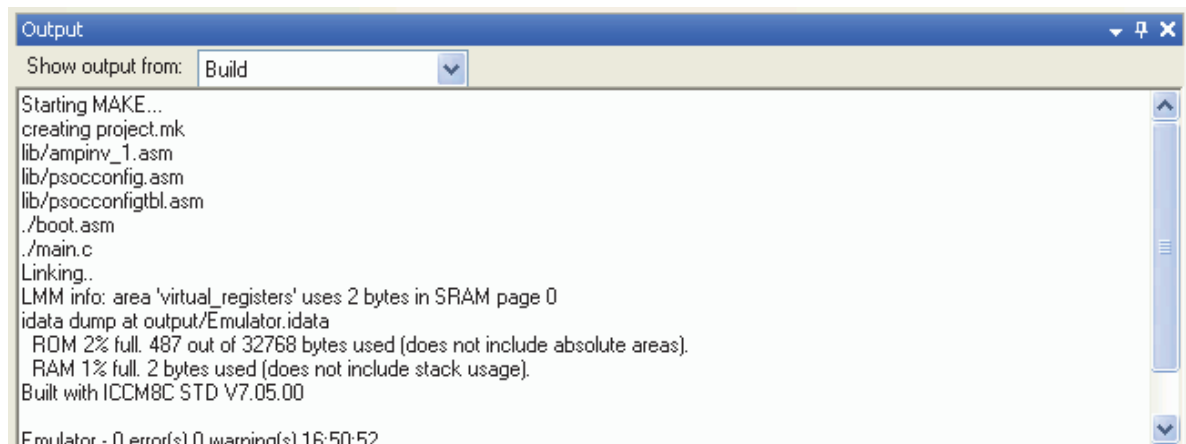 Output
Show output from: Build
Starting MAKE...
creating project.mk
lib/ampinv_1.asm
lib/psocconfig.asm
lib/psocconfigtbl.asm
./boot.asm
./main.c
Linking..
LMM info: area 'virtual_registers' uses 2 bytes in SRAM page 0
idata dump at output/Emulator.idata
ROM 2% full. 487 out of 32768 bytes used (does not include absolute areas).
RAM 1% full. 2 bytes used (does not include stack usage).
Built with ICCM8C STD V7.05.00
Emulator - 0 error(s) 0 warning(s) 16:50:52